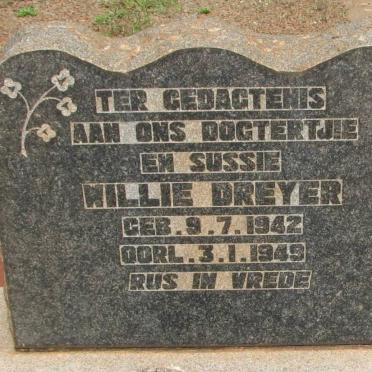 TER GEDAGTENIS
AAN ONS DOGTERTJIE
EN SUSSIE
WILLIE DREYER
GEB. 9.7.1942
OORL. 3.1.1949
RUS IN VREDE